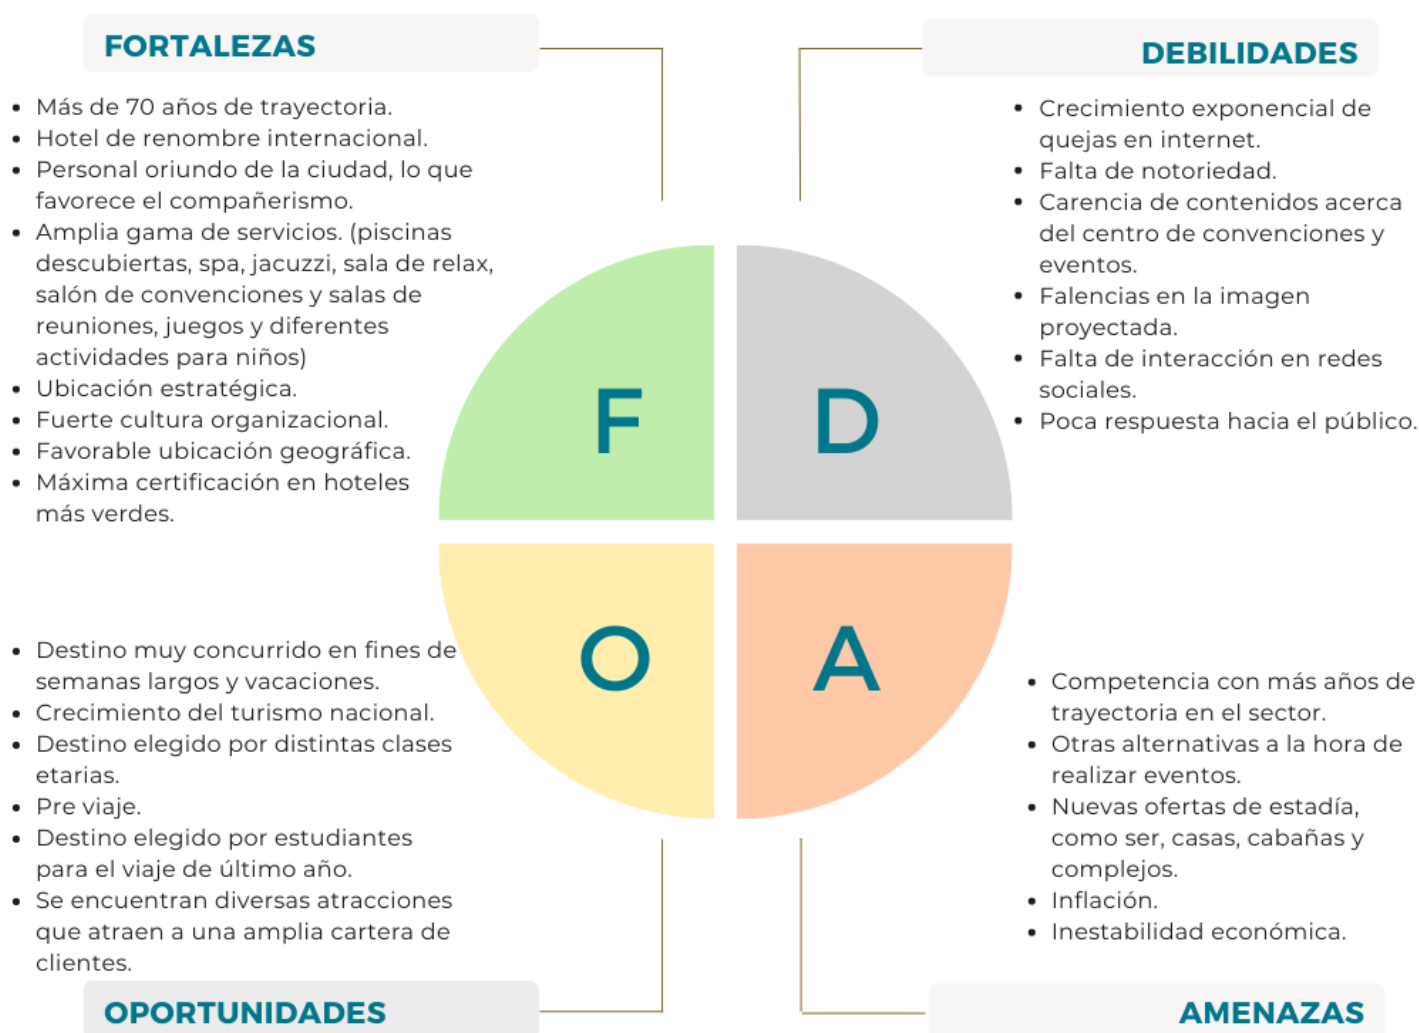 FORTALEZAS
• Más de 70 años de trayectoria.
• Hotel de renombre internacional.
• Personal oriundo de la ciudad, lo que
favorece el compañerismo.
• Amplia gama de servicios. (piscinas
descubiertas, spa, jacuzzi, sala de relax,
salón de convenciones y salas de
reuniones, juegos y diferentes
actividades para niños)
• Ubicación estratégica.
• Fuerte cultura organizacional.
• Favorable ubicación geográfica.
• Máxima certificación en hoteles
más verdes.
DEBILIDADES
• Crecimiento exponencial de
quejas en internet.
• Falta de notoriedad.
• Carencia de contenidos acerca
del centro de convenciones y
eventos.
• Falencias en la imagen
proyectada.
• Falta de interacción en redes
sociales.
• Poca respuesta hacia el público.
F
D
O
A
• Destino muy concurrido en fines de
semanas largos y vacaciones.
• Crecimiento del turismo nacional.
• Destino elegido por distintas clases
etarias.
• Pre viaje.
• Destino elegido por estudiantes
para el viaje de último año.
• Se encuentran diversas atracciones
que atraen a una amplia cartera de
clientes.
OPORTUNIDADES
• Competencia con más años de
trayectoria en el sector.
• Otras alternativas a la hora de
realizar eventos.
• Nuevas ofertas de estadía,
como ser, casas, cabañas y
complejos.
• Inflación.
• Inestabilidad económica.
AMENAZAS